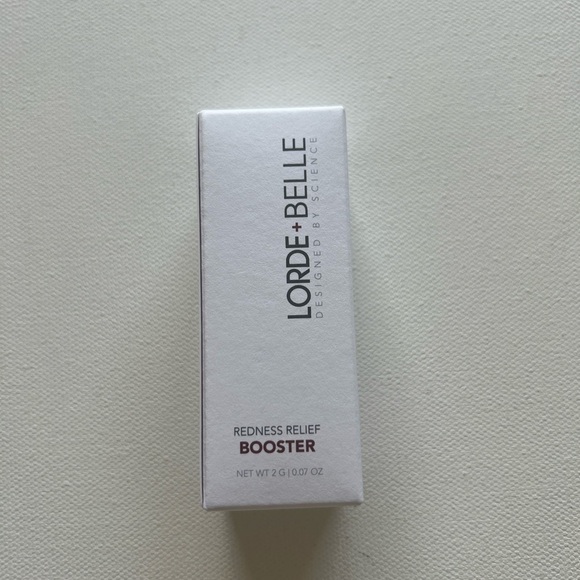 LORDE+BELLE
DESIGNED BY SCIENCE
REDNESS RELIEF
BOOSTER
NET WT 2 G | 0.07 OZ